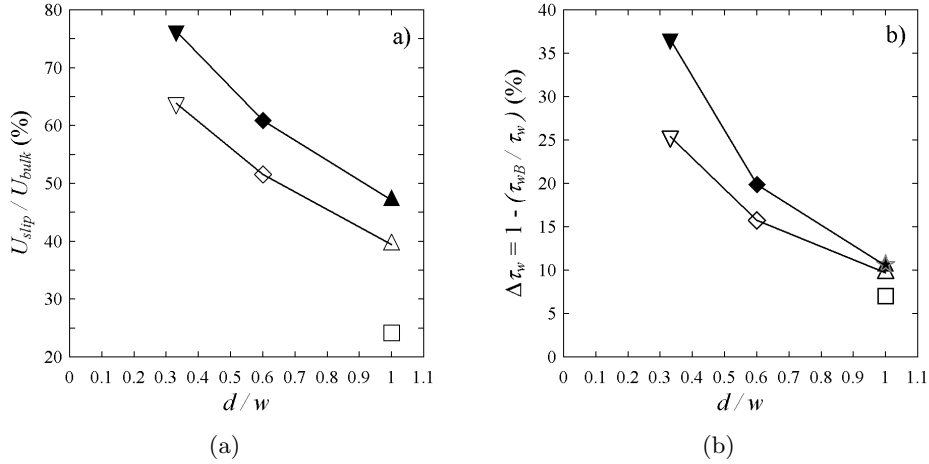 80
70
60
50
40
30
20
0 0.1 0.2 0.3 0.4 0.5 0.6 0.7 0.8 0.9 1 1.1
U_slip / U_bulk (%)
d / w
a)
(a)
40
35
30
25
20
15
10
5
0
0 0.1 0.2 0.3 0.4 0.5 0.6 0.7 0.8 0.9 1 1.1
Δτ_w = 1 - (τ_wB / τ_w) (%)
d / w
b)
(b)